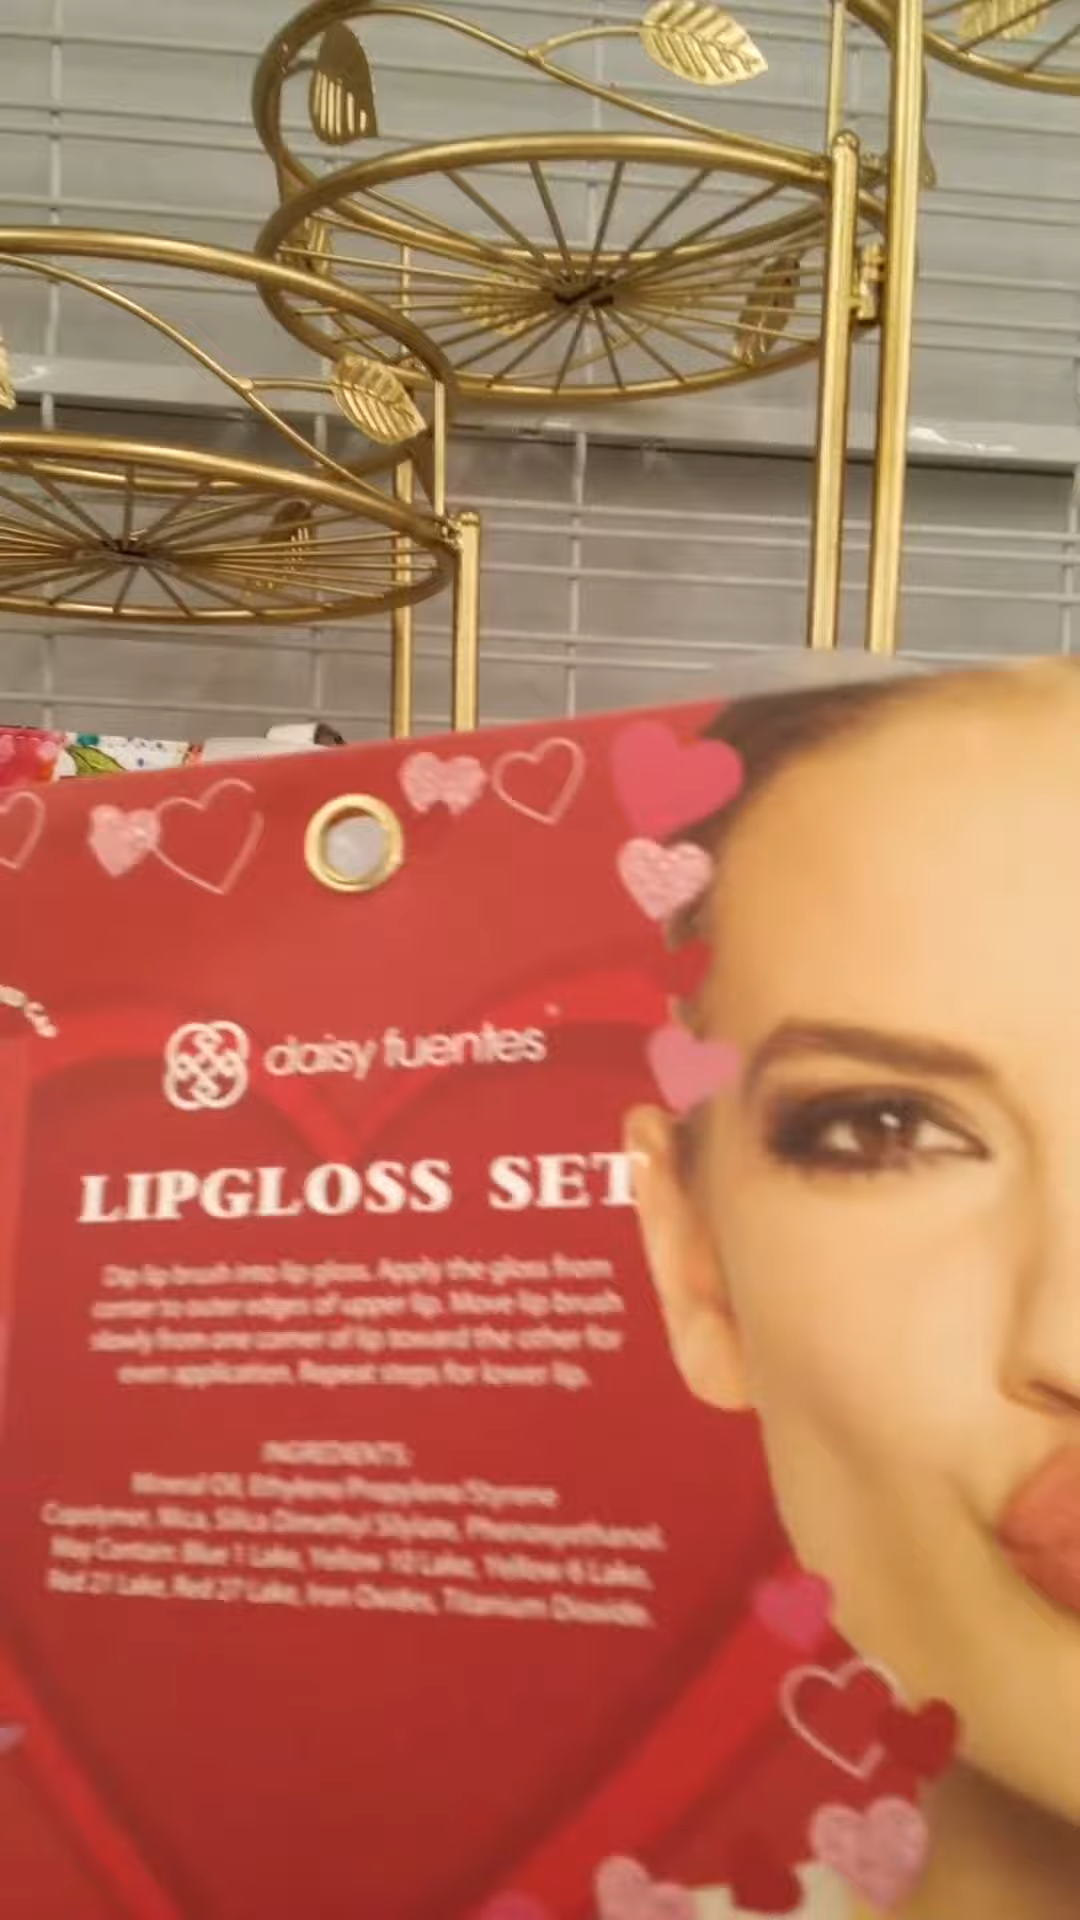 daisy fuentes
LIPGLOSS SET
Dip lip brush into lip gloss. Apply the gloss from
center to outer edges of upper lip. Move lip brush
slowly from one corner of lip toward the other for
even application. Repeat steps for lower lip.
INGREDIENTS:
Mineral Oil, Ethylene/Propylene/Styrene
Copolymer, Mica, Silica Dimethyl Silylate, Phenoxyethanol.
May Contain: Blue 1 Lake, Yellow 10 Lake, Yellow 6 Lake,
Red 21 Lake, Red 27 Lake, Iron Oxides, Titanium Dioxide.